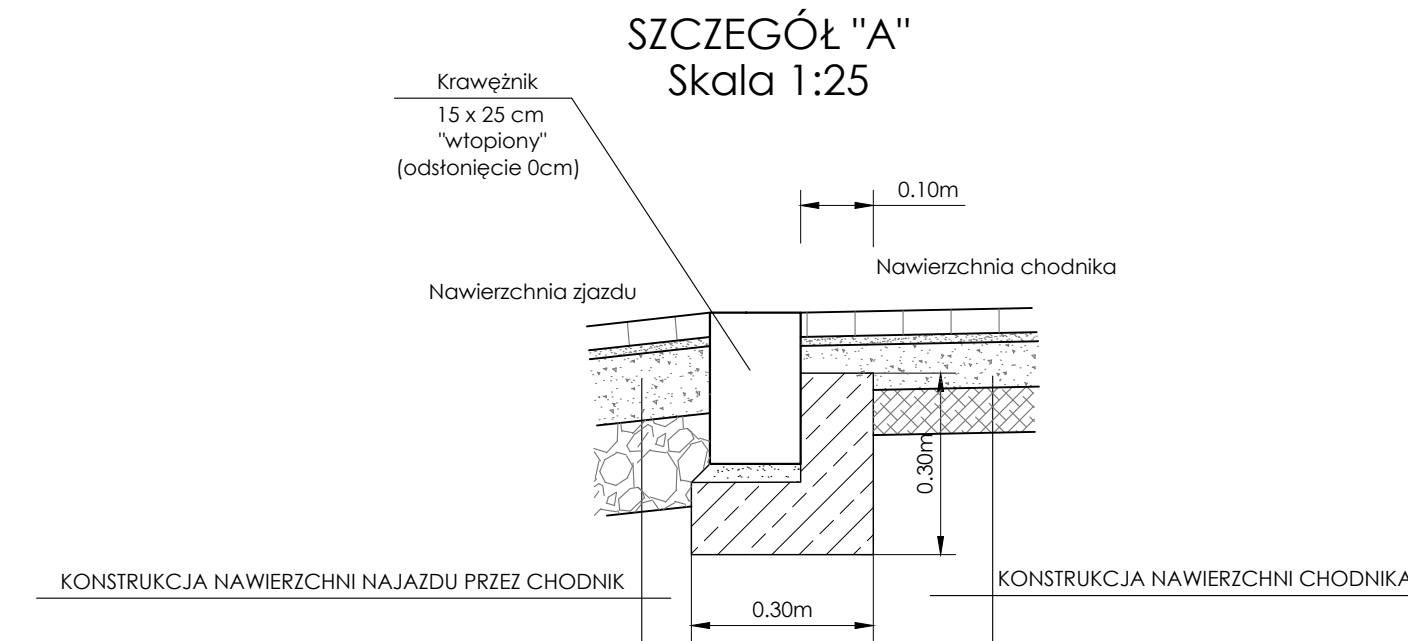 SZCZEGÓŁ "A"
Skala 1:25
Krawężnik
15 x 25 cm
"wtopiony"
(odsłonięcie 0cm)
0.10m
Nawierzchnia chodnika
Nawierzchnia zjazdu
0.30m
KONSTRUKCJA NAWIERZCHNI NAJAZDU PRZEZ CHODNIK
KONSTRUKCJA NAWIERZCHNI CHODNIKA
0.30m